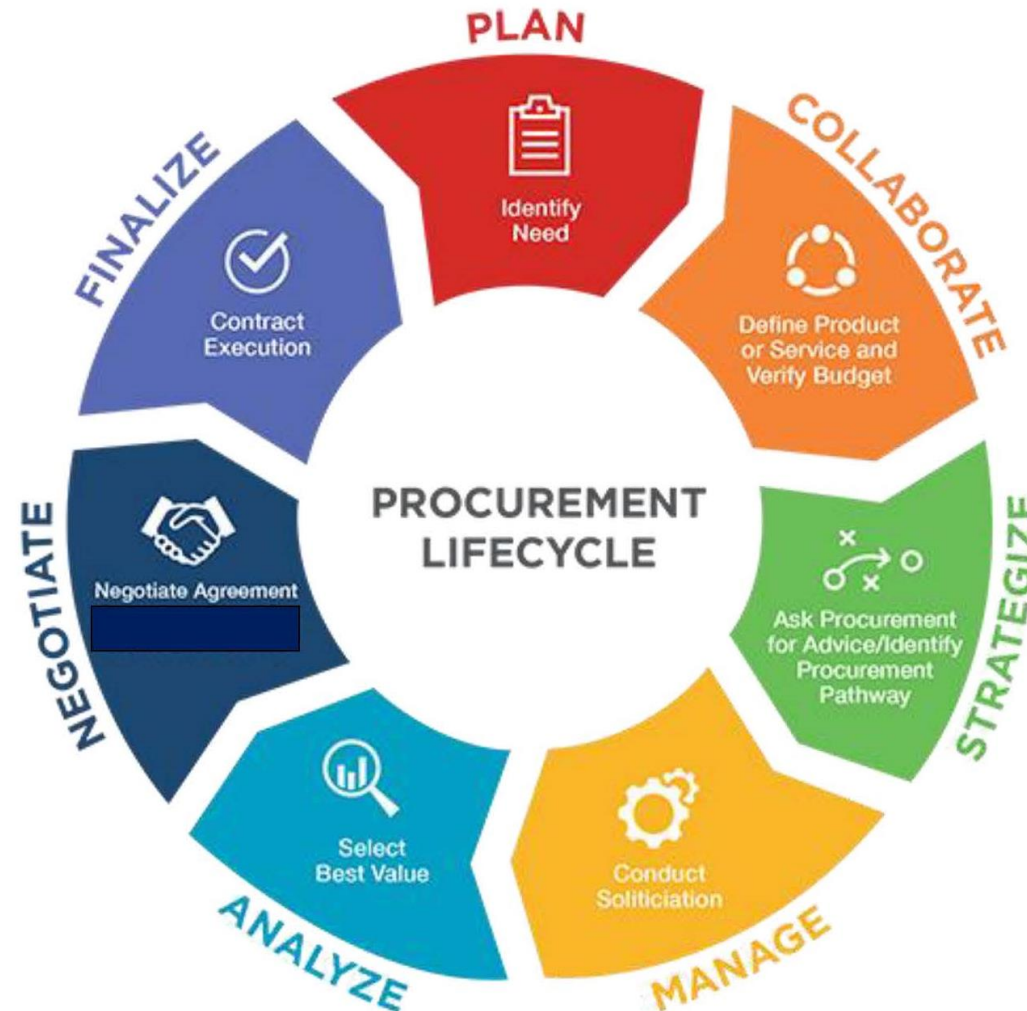 PLAN
Identify
Need
COLLABORATE
Define Product
or Service and
Verify Budget
STRATEGIZE
Ask Procurement
for Advice/Identify
Procurement
Pathway
MANAGE
Conduct
Soliticiation
ANALYZE
Select
Best Value
NEGOTIATE
Negotiate Agreement
FINALIZE
Contract
Execution
PROCUREMENT
LIFECYCLE